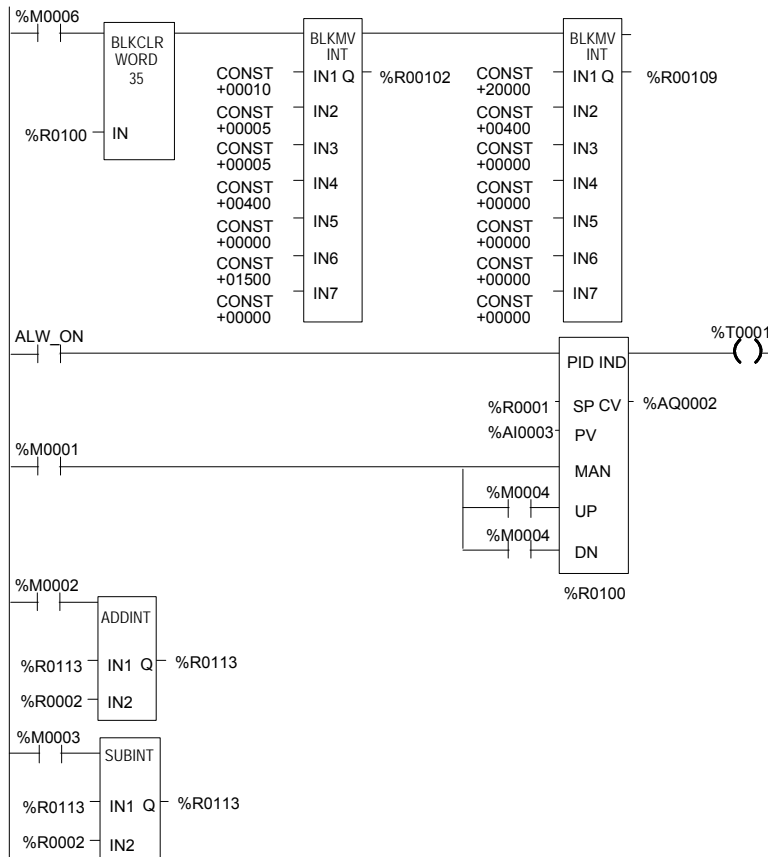 %M0006
BLKCLR
WORD
35
%R0100 IN
BLKMV
INT
CONST IN1 Q %R00102
+00010
IN2
CONST
+00005
CONST IN3
+00005
CONST IN4
+00400
CONST IN5
+00000
CONST IN6
+01500
CONST IN7
+00000
BLKMV
INT
CONST IN1 Q %R00109
+20000
IN2
CONST
+00400
CONST IN3
+00000
CONST IN4
+00000
CONST IN5
+00000
CONST IN6
+00000
CONST IN7
+00000
ALW_ON
%T0001
PID IND
%R0001 SP CV %AQ0002
%AI0003 PV
%M0001
MAN
%M0004
UP
%M0004
DN
%R0100
%M0002
ADDINT
%R0113 IN1 Q %R0113
%R0002 IN2
%M0003
SUBINT
%R0113 IN1 Q %R0113
%R0002 IN2